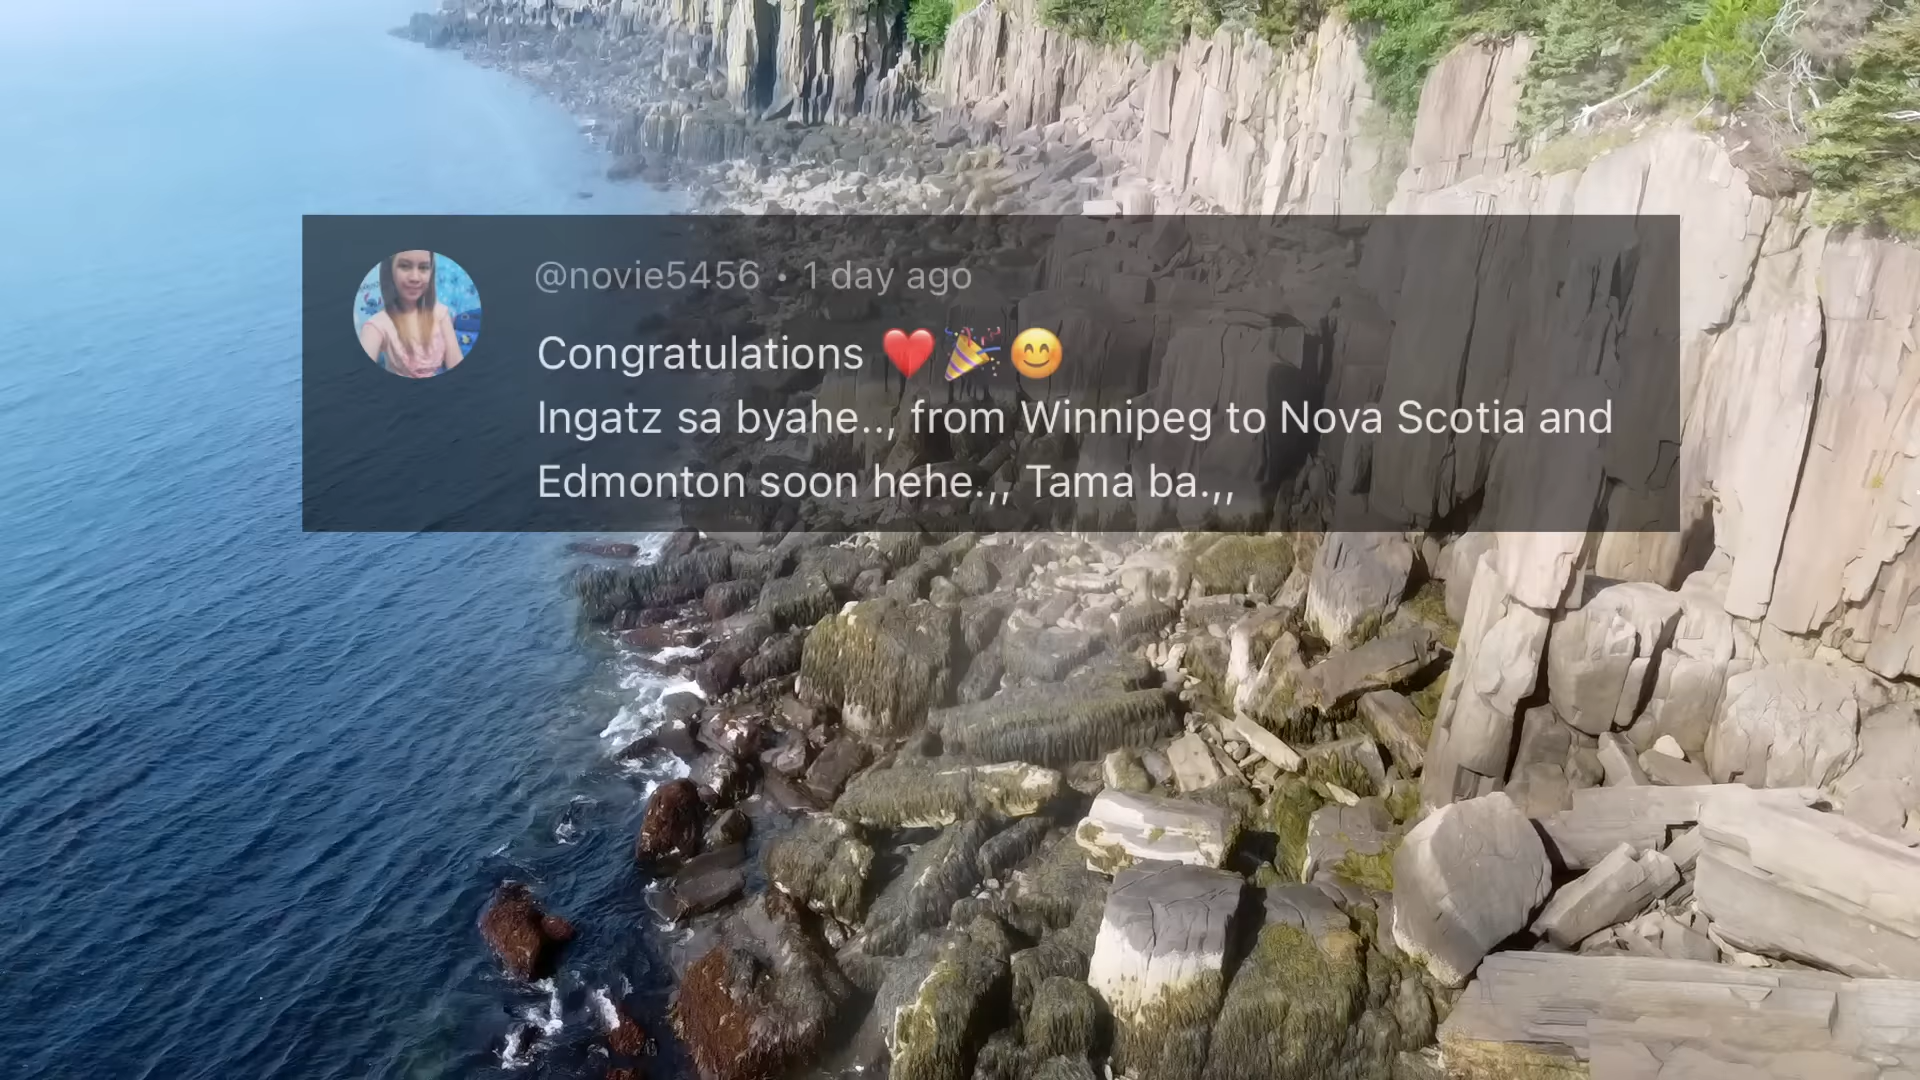 @novie5456 • 1 day ago
Congratulations ❤️🎉😊
Ingatz sa byahe.., from Winnipeg to Nova Scotia and
Edmonton soon hehe.,, Tama ba.,,